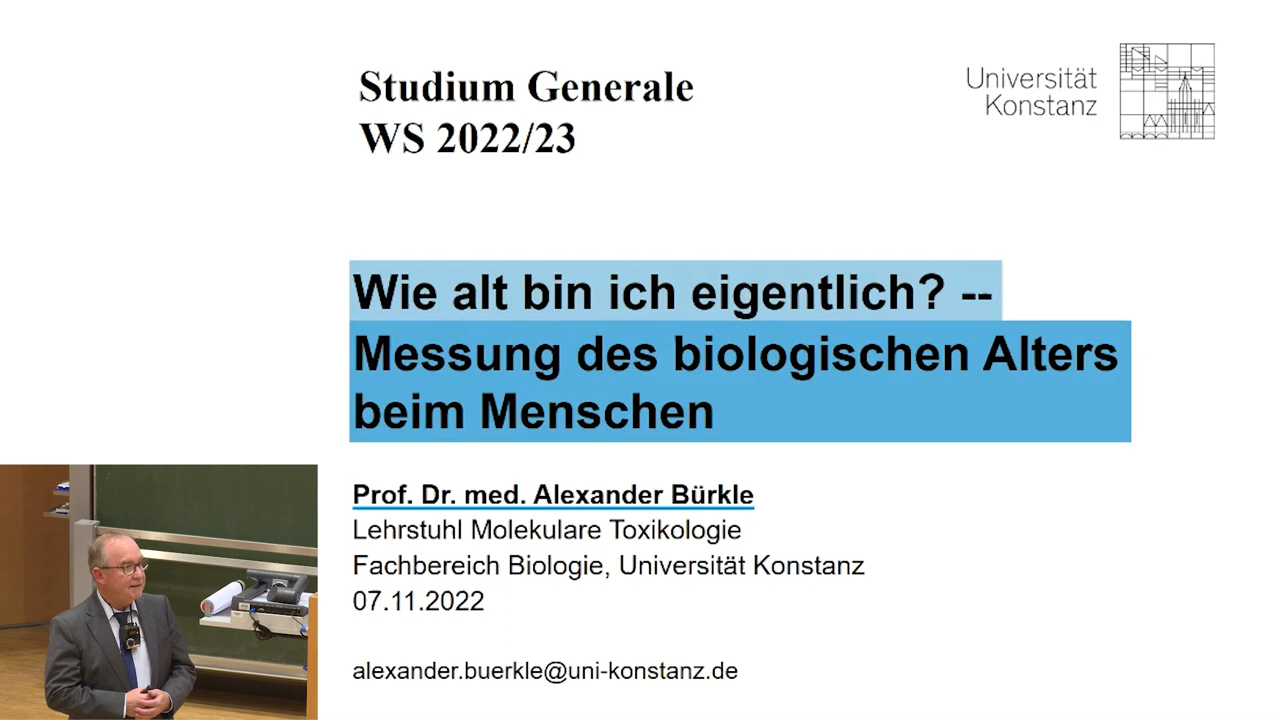 Studium Generale
WS 2022/23
Universität
Konstanz
Wie alt bin ich eigentlich? --
Messung des biologischen Alters
beim Menschen
Prof. Dr. med. Alexander Bürkle
Lehrstuhl Molekulare Toxikologie
Fachbereich Biologie, Universität Konstanz
07.11.2022
alexander.buerkle@uni-konstanz.de